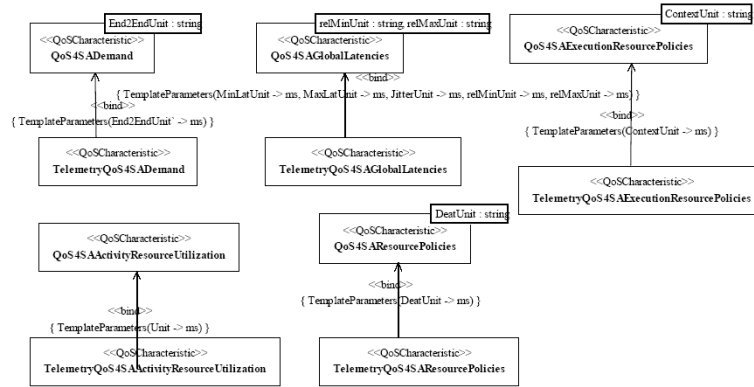 End2EndUnit : string
<<QoSCharacteristic>>
QoS4SADemand
<<bind>>
{ TemplateParameters(End2EndUnit` -> ms) }
<<QoSCharacteristic>>
TelemetryQoS4SADemand
relMinUnit : string, relMaxUnit : string
<<QoSCharacteristic>>
QoS4SAGlobalLatencies
<<bind>>
{ TemplateParameters(MinLatUnit -> ms, MaxLatUnit -> ms, JitterUnit -> ms, relMinUnit -> ms, relMaxUnit -> ms) }
<<QoSCharacteristic>>
TelemetryQoS4SAGlobalLatencies
ContextUnit : string
<<QoSCharacteristic>>
QoS4SAExecutionResourcePolicies
<<bind>>
{ TemplateParameters(ContextUnit -> ms) }
<<QoSCharacteristic>>
TelemetryQoS4SAExecutionResourcePolicies
<<QoSCharacteristic>>
QoS4SAActivityResourceUtilization
<<bind>>
{ TemplateParameters(Unit -> ms) }
<<QoSCharacteristic>>
TelemetryQoS4SAActivityResourceUtilization
DeatUnit : string
<<QoSCharacteristic>>
QoS4SAResourcePolicies
<<bind>>
{ TemplateParameters(DeatUnit -> ms) }
<<QoSCharacteristic>>
TelemetryQoS4SAResourcePolicies